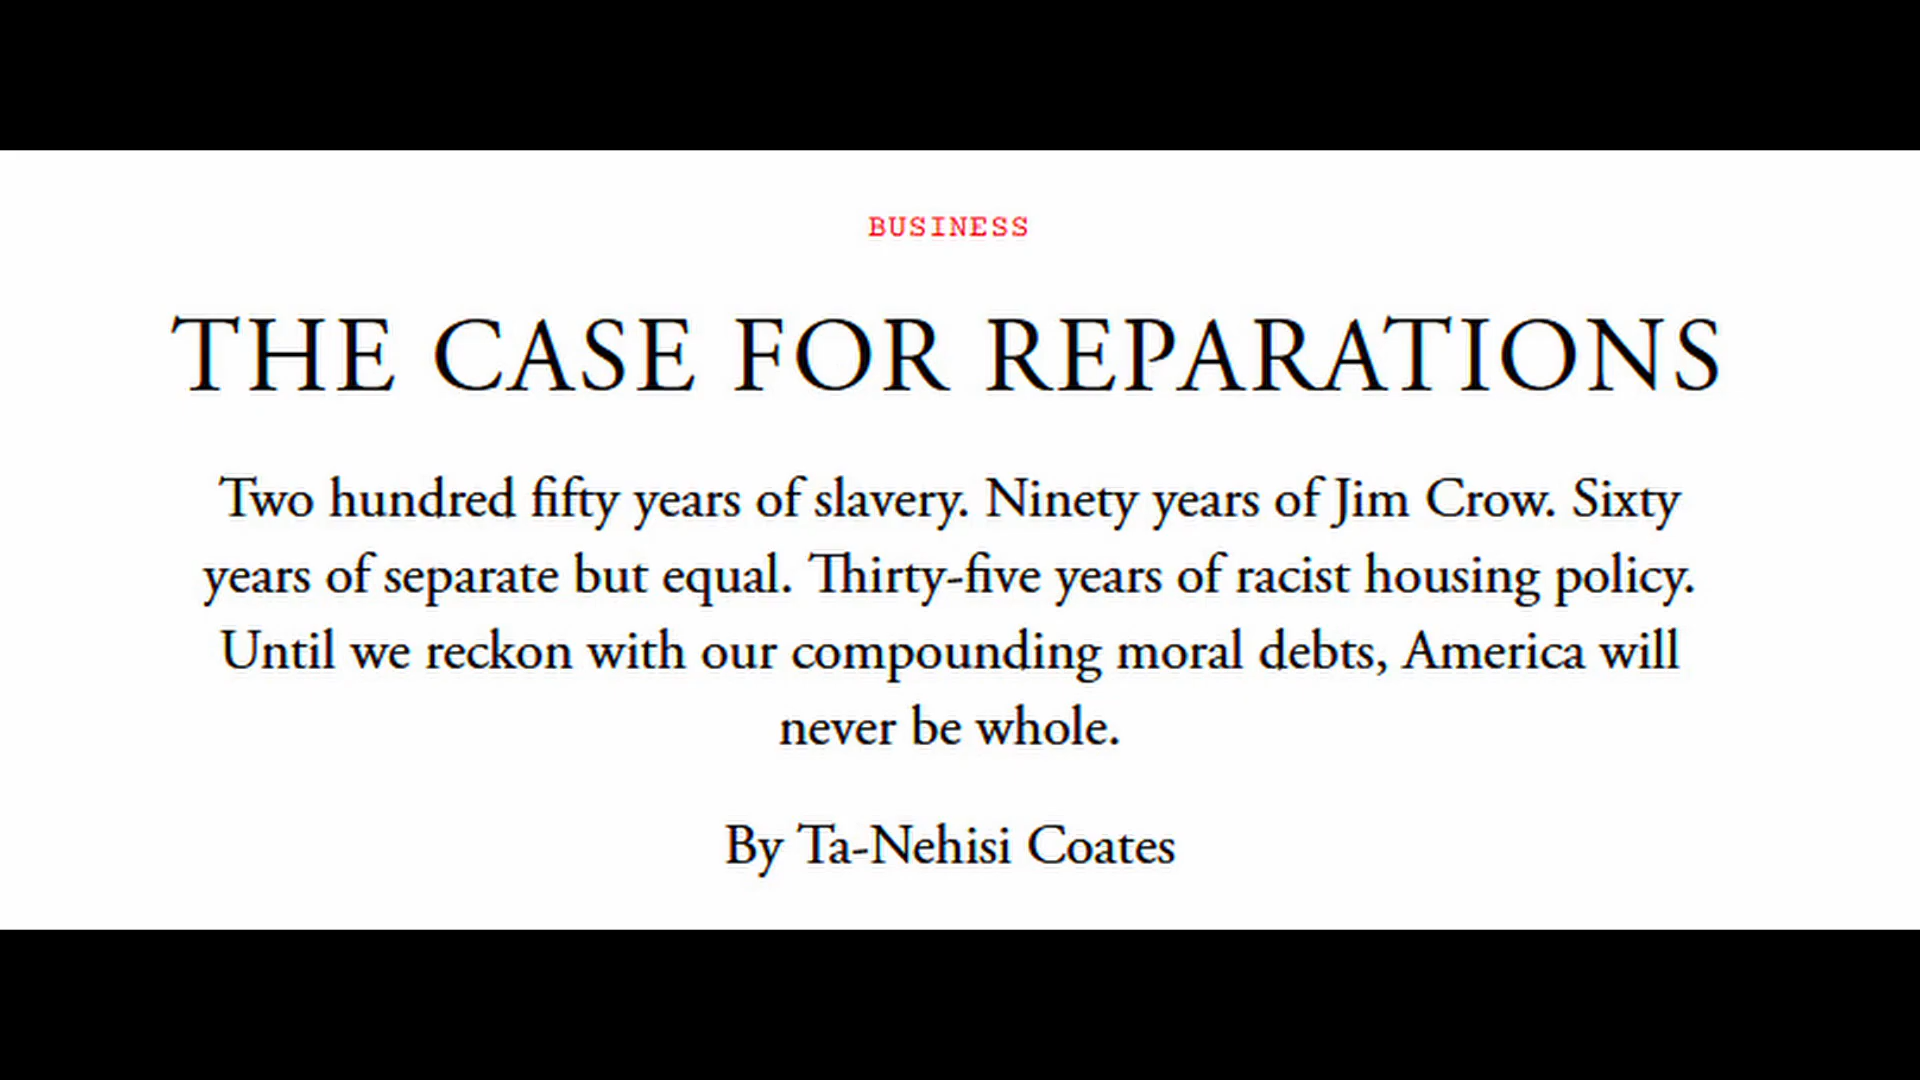 BUSINESS
THE CASE FOR REPARATIONS
Two hundred fifty years of slavery. Ninety years of Jim Crow. Sixty
years of separate but equal. Thirty-five years of racist housing policy.
Until we reckon with our compounding moral debts, America will
never be whole.
By Ta-Nehisi Coates